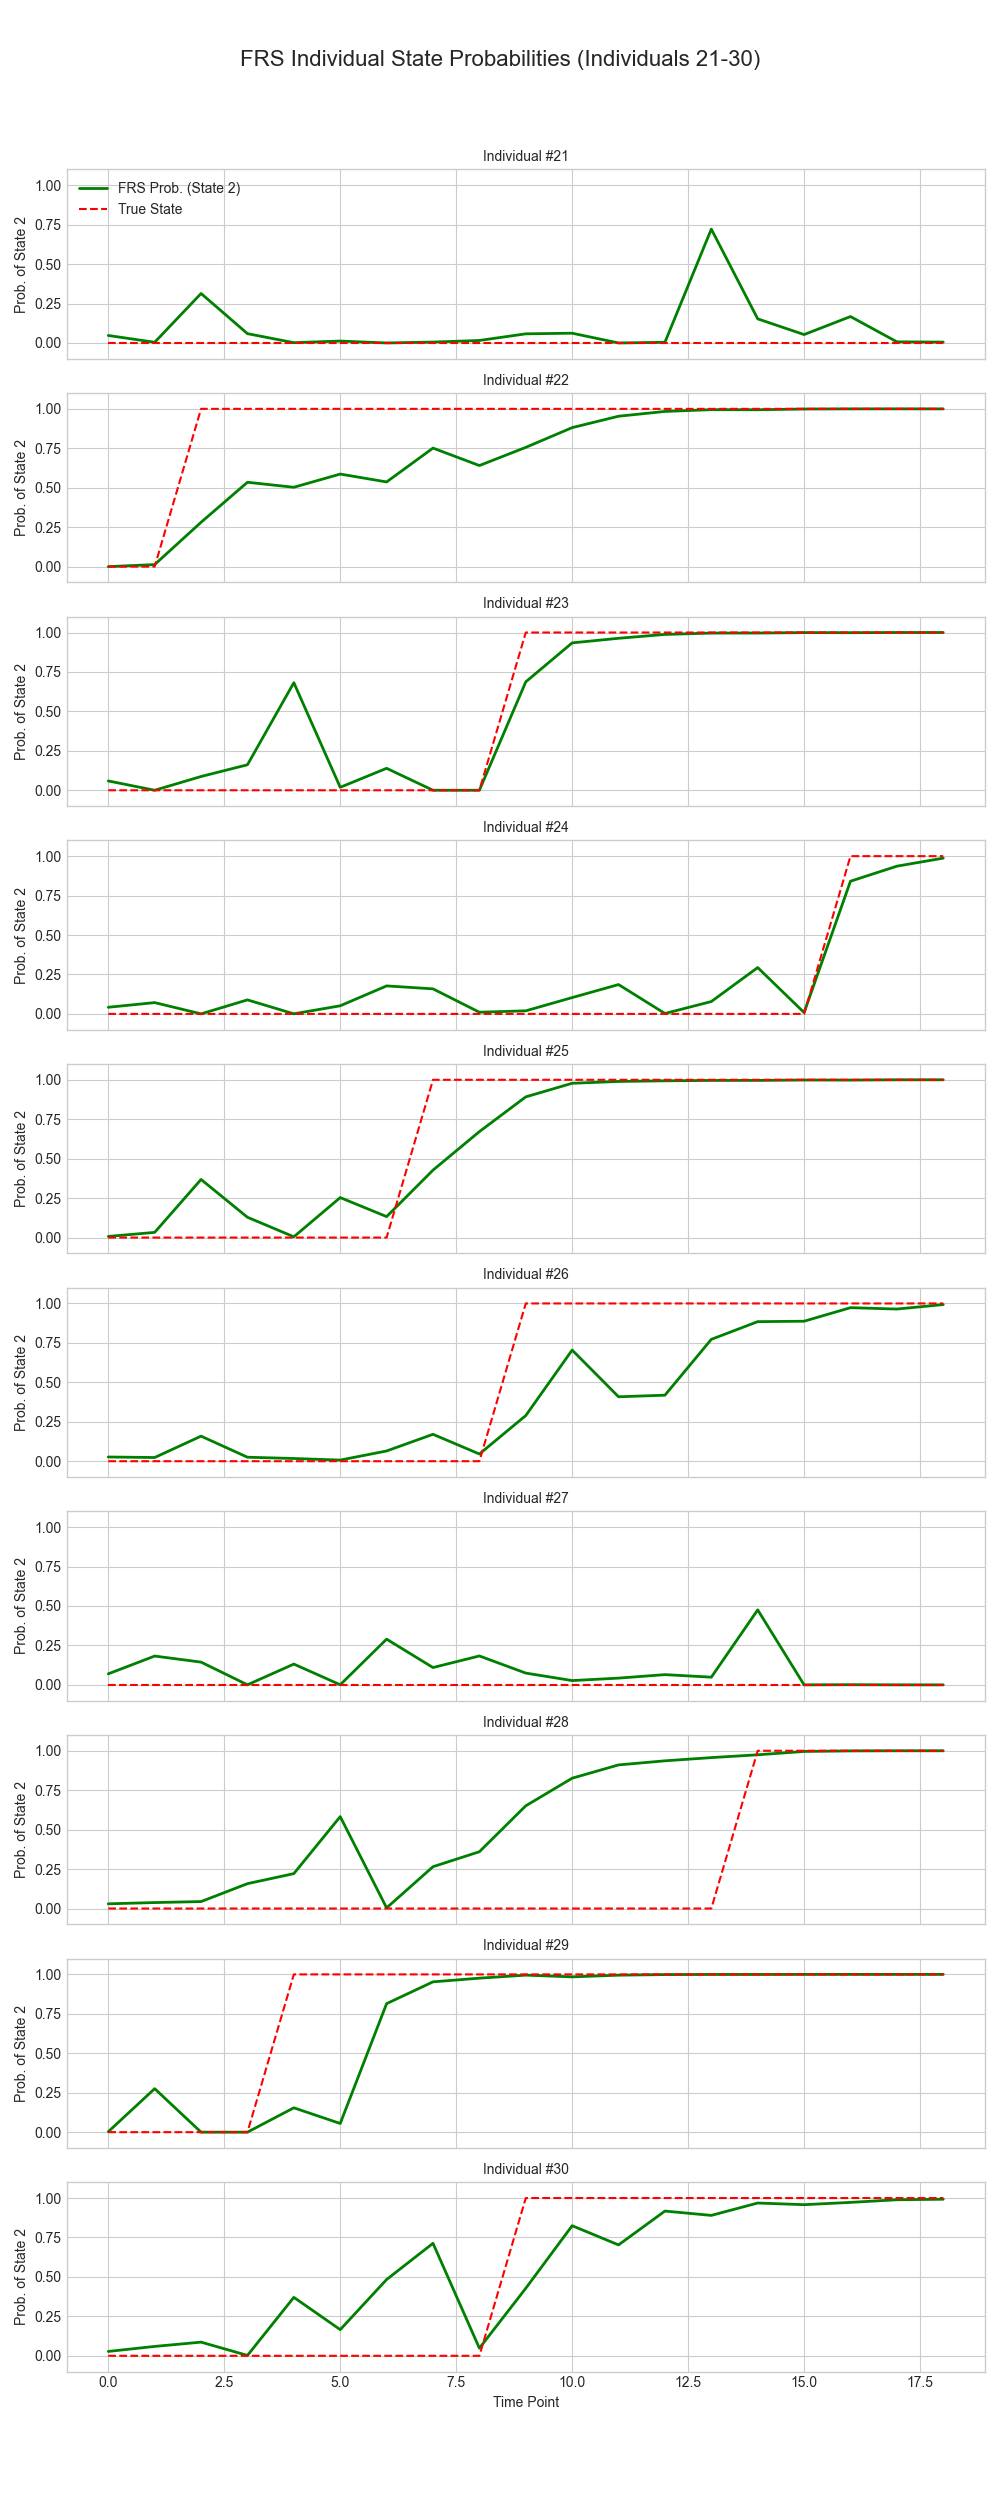 FRS Individual State Probabilities (Individuals 21-30)
Individual #21
FRS Prob. (State 2)
True State
Prob. of State 2
1.00
0.75
0.50
0.25
0.00
Individual #22
Prob. of State 2
1.00
0.75
0.50
0.25
0.00
Individual #23
Prob. of State 2
1.00
0.75
0.50
0.25
0.00
Individual #24
Prob. of State 2
1.00
0.75
0.50
0.25
0.00
Individual #25
Prob. of State 2
1.00
0.75
0.50
0.25
0.00
Individual #26
Prob. of State 2
1.00
0.75
0.50
0.25
0.00
Individual #27
Prob. of State 2
1.00
0.75
0.50
0.25
0.00
Individual #28
Prob. of State 2
1.00
0.75
0.50
0.25
0.00
Individual #29
Prob. of State 2
1.00
0.75
0.50
0.25
0.00
Individual #30
Prob. of State 2
1.00
0.75
0.50
0.25
0.00
0.0 2.5 5.0 7.5 10.0 12.5 15.0 17.5
Time Point